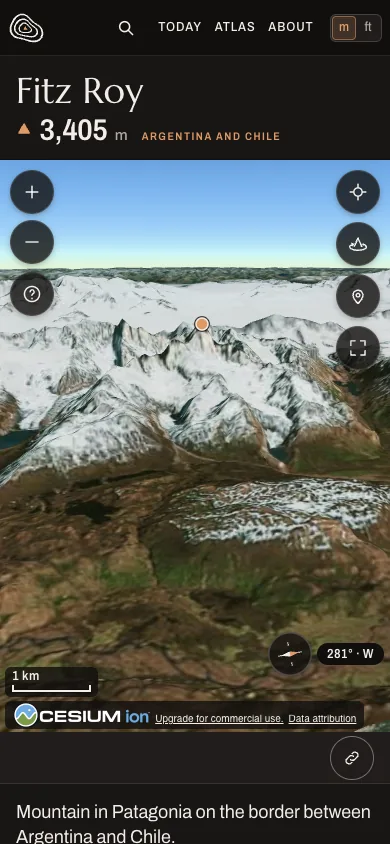 TODAY ATLAS ABOUT m ft
Fitz Roy
3,405 m ARGENTINA AND CHILE
281° · W
1 km
CESIUM ion Upgrade for commercial use. Data attribution
Mountain in Patagonia on the border between
Argentina and Chile.